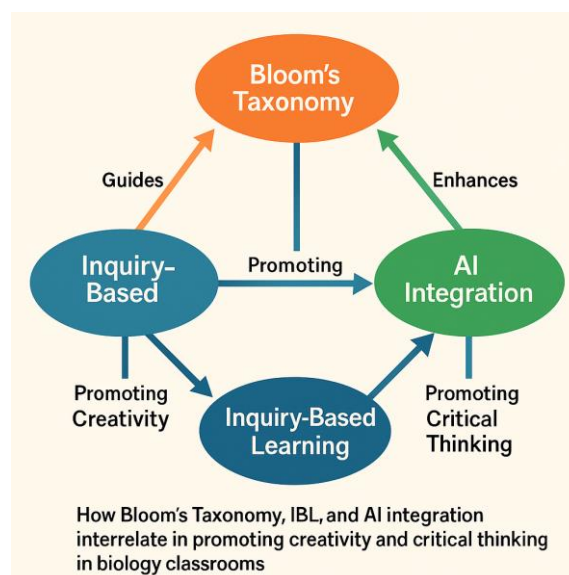 Bloom's
Taxonomy
Guides
Enhances
Inquiry-
Based
Promoting
AI
Integration
Promoting
Creativity
Inquiry-Based
Learning
Promoting
Critical
Thinking
How Bloom's Taxonomy, IBL, and AI integration
interrelate in promoting creativity and critical thinking
in biology classrooms